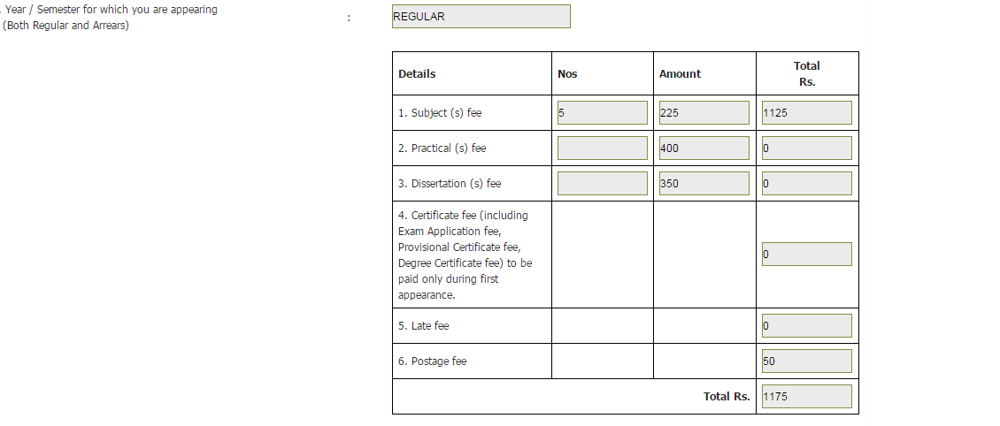 Year / Semester for which you are appearing
(Both Regular and Arrears)
:
REGULAR
Details Nos Amount Total Rs.
1. Subject (s) fee 5 225 1125
2. Practical (s) fee 400 0
3. Dissertation (s) fee 350 0
4. Certificate fee (including
Exam Application fee,
Provisional Certificate fee,
Degree Certificate fee) to be
paid only during first
appearance.
0
5. Late fee 0
6. Postage fee 50
Total Rs. 1175